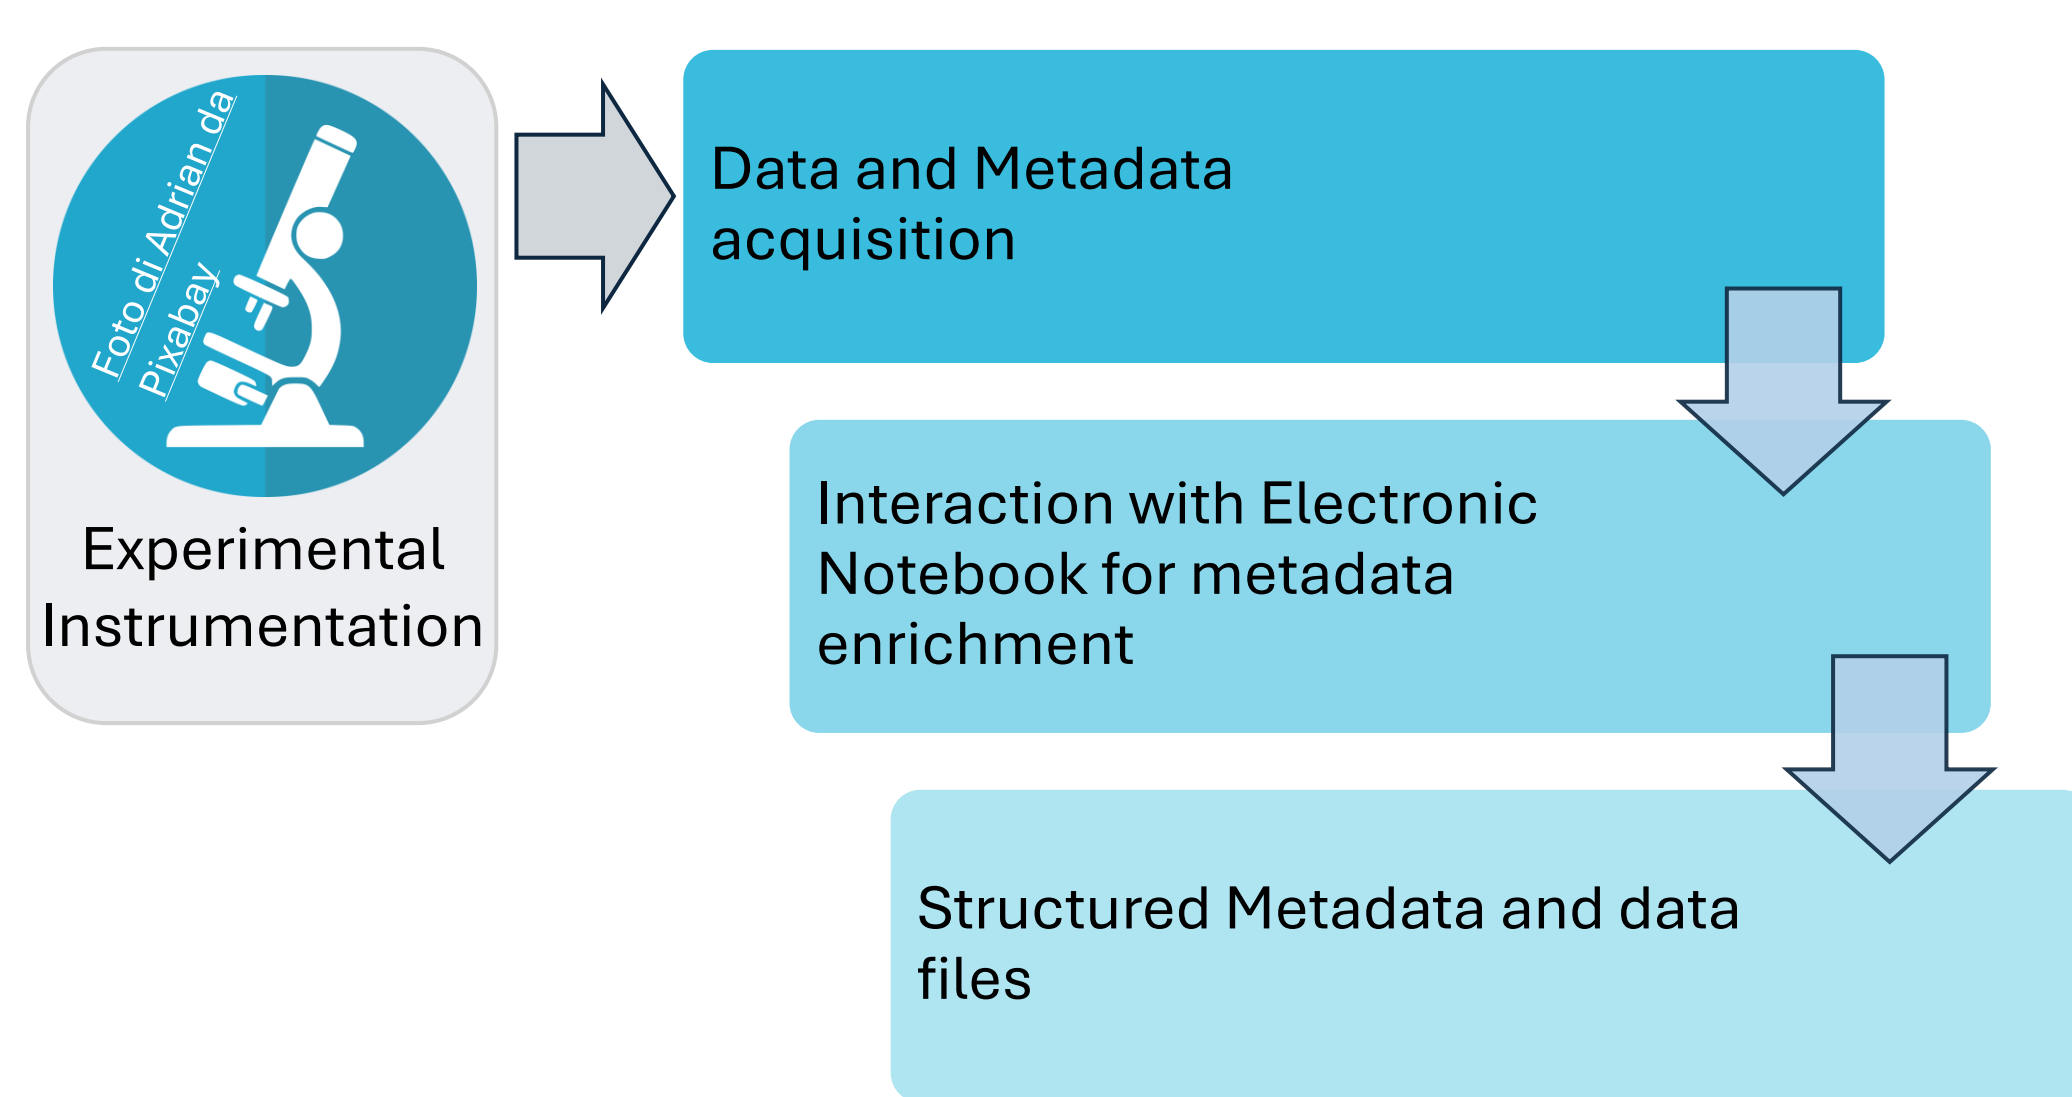 Foto di Adrian da
Pixabay
Experimental
Instrumentation
Data and Metadata
acquisition
Interaction with Electronic
Notebook for metadata
enrichment
Structured Metadata and data
files